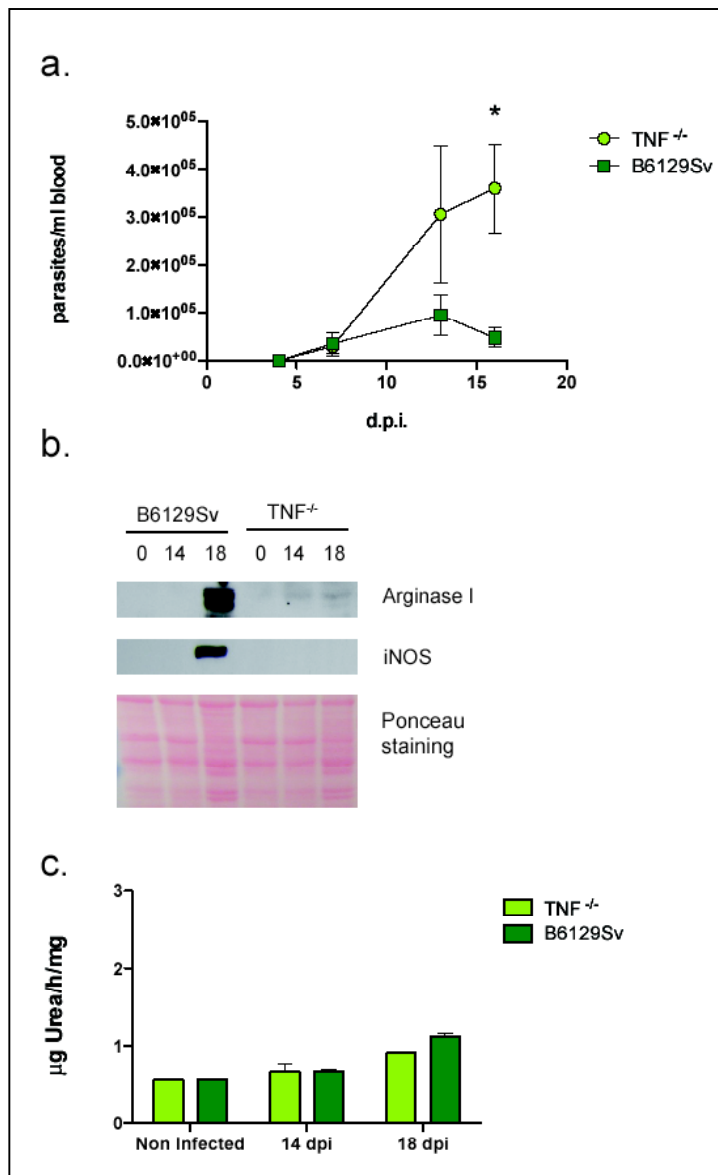 a.
*
5.0×10⁰⁵
4.0×10⁰⁵
3.0×10⁰⁵
2.0×10⁰⁵
1.0×10⁰⁵
0.0×10⁺⁰⁰
parasites/ml blood
0 5 10 15 20
d.p.i.
TNF -/-
B6129Sv
b.
B6129Sv TNF-/-
0 14 18 0 14 18
Arginase I
iNOS
Ponceau
staining
c.
3
2
1
0
µg Urea/h/mg
Non Infected 14 dpi 18 dpi
TNF -/-
B6129Sv